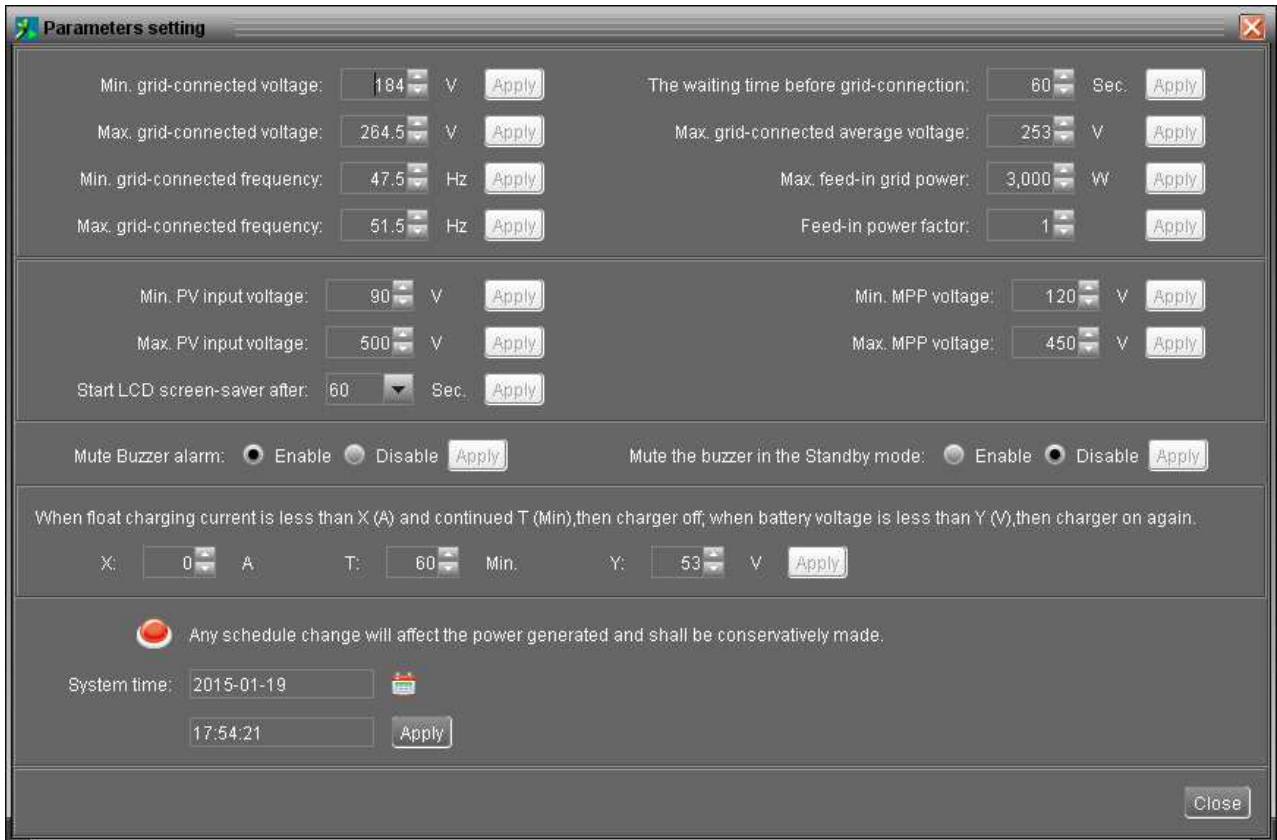 Parameters setting
Min. grid-connected voltage: 184 V Apply The waiting time before grid-connection: 60 Sec. Apply
Max. grid-connected voltage: 264.5 V Apply Max. grid-connected average voltage: 253 V Apply
Min. grid-connected frequency: 47.5 Hz Apply Max. feed-in grid power: 3,000 W Apply
Max. grid-connected frequency: 51.5 Hz Apply Feed-in power factor: 1 Apply
Min. PV input voltage: 90 V Apply Min. MPP voltage: 120 V Apply
Max. PV input voltage: 500 V Apply Max. MPP voltage: 450 V Apply
Start LCD screen-saver after: 60 Sec. Apply
Mute Buzzer alarm: Enable Disable Apply Mute the buzzer in the Standby mode: Enable Disable Apply
When float charging current is less than X (A) and continued T (Min),then charger off, when battery voltage is less than Y (V),then charger on again.
X: 0 A T: 60 Min. Y: 53 V Apply
Any schedule change will affect the power generated and shall be conservatively made.
System time: 2015-01-19
17:54:21 Apply
Close